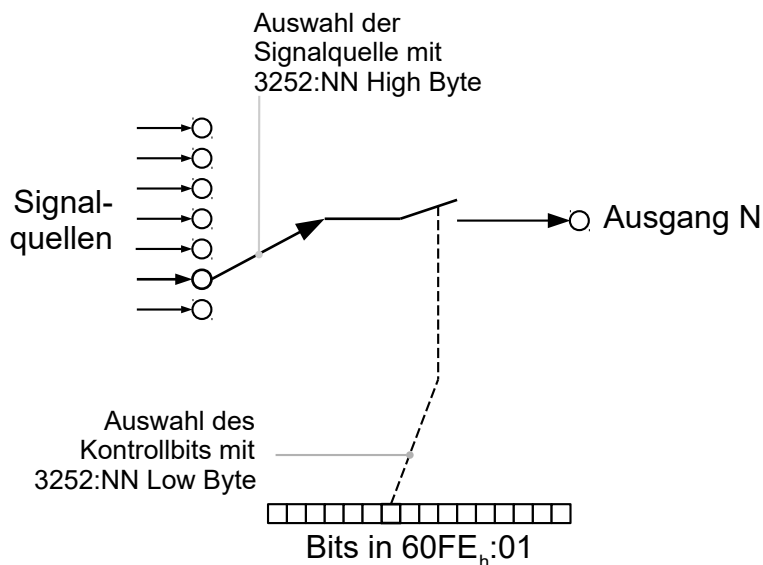 Auswahl der
Signalquelle mit
3252:NN High Byte
Signal-
quellen
Ausgang N
Auswahl des
Kontrollbits mit
3252:NN Low Byte
Bits in 60FEh:01